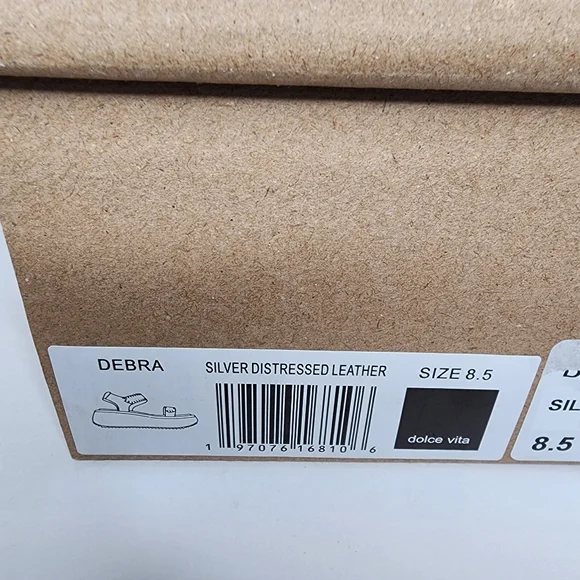 DEBRA
SILVER DISTRESSED LEATHER
SIZE 8.5
1 97076 16810 6
dolce vita
SIL
8.5